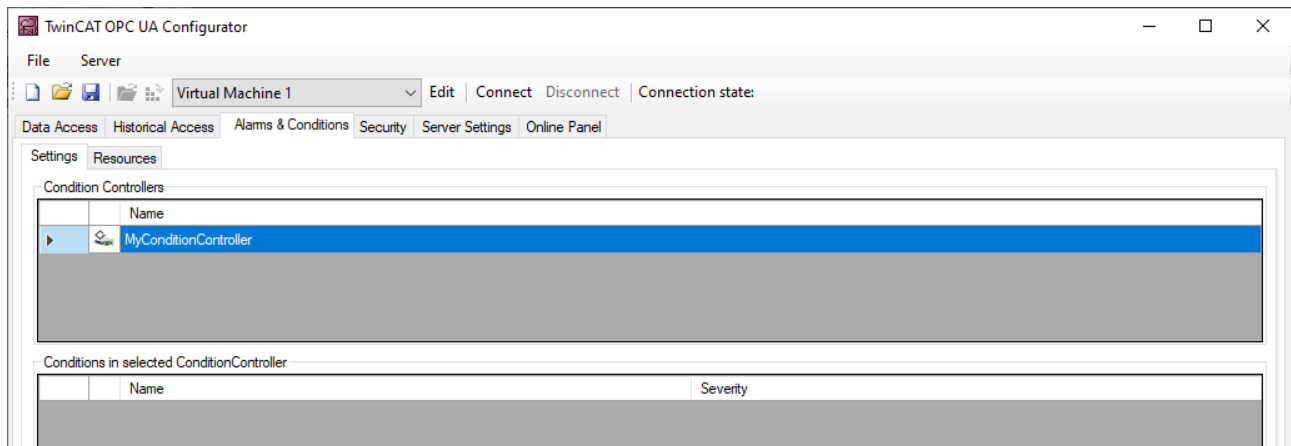 TwinCAT OPC UA Configurator
File Server
Virtual Machine 1 Edit Connect Disconnect Connection state:
Data Access Historical Access Alarms & Conditions Security Server Settings Online Panel
Settings Resources
Condition Controllers
Name
MyConditionController
Conditions in selected ConditionController
Name Severity